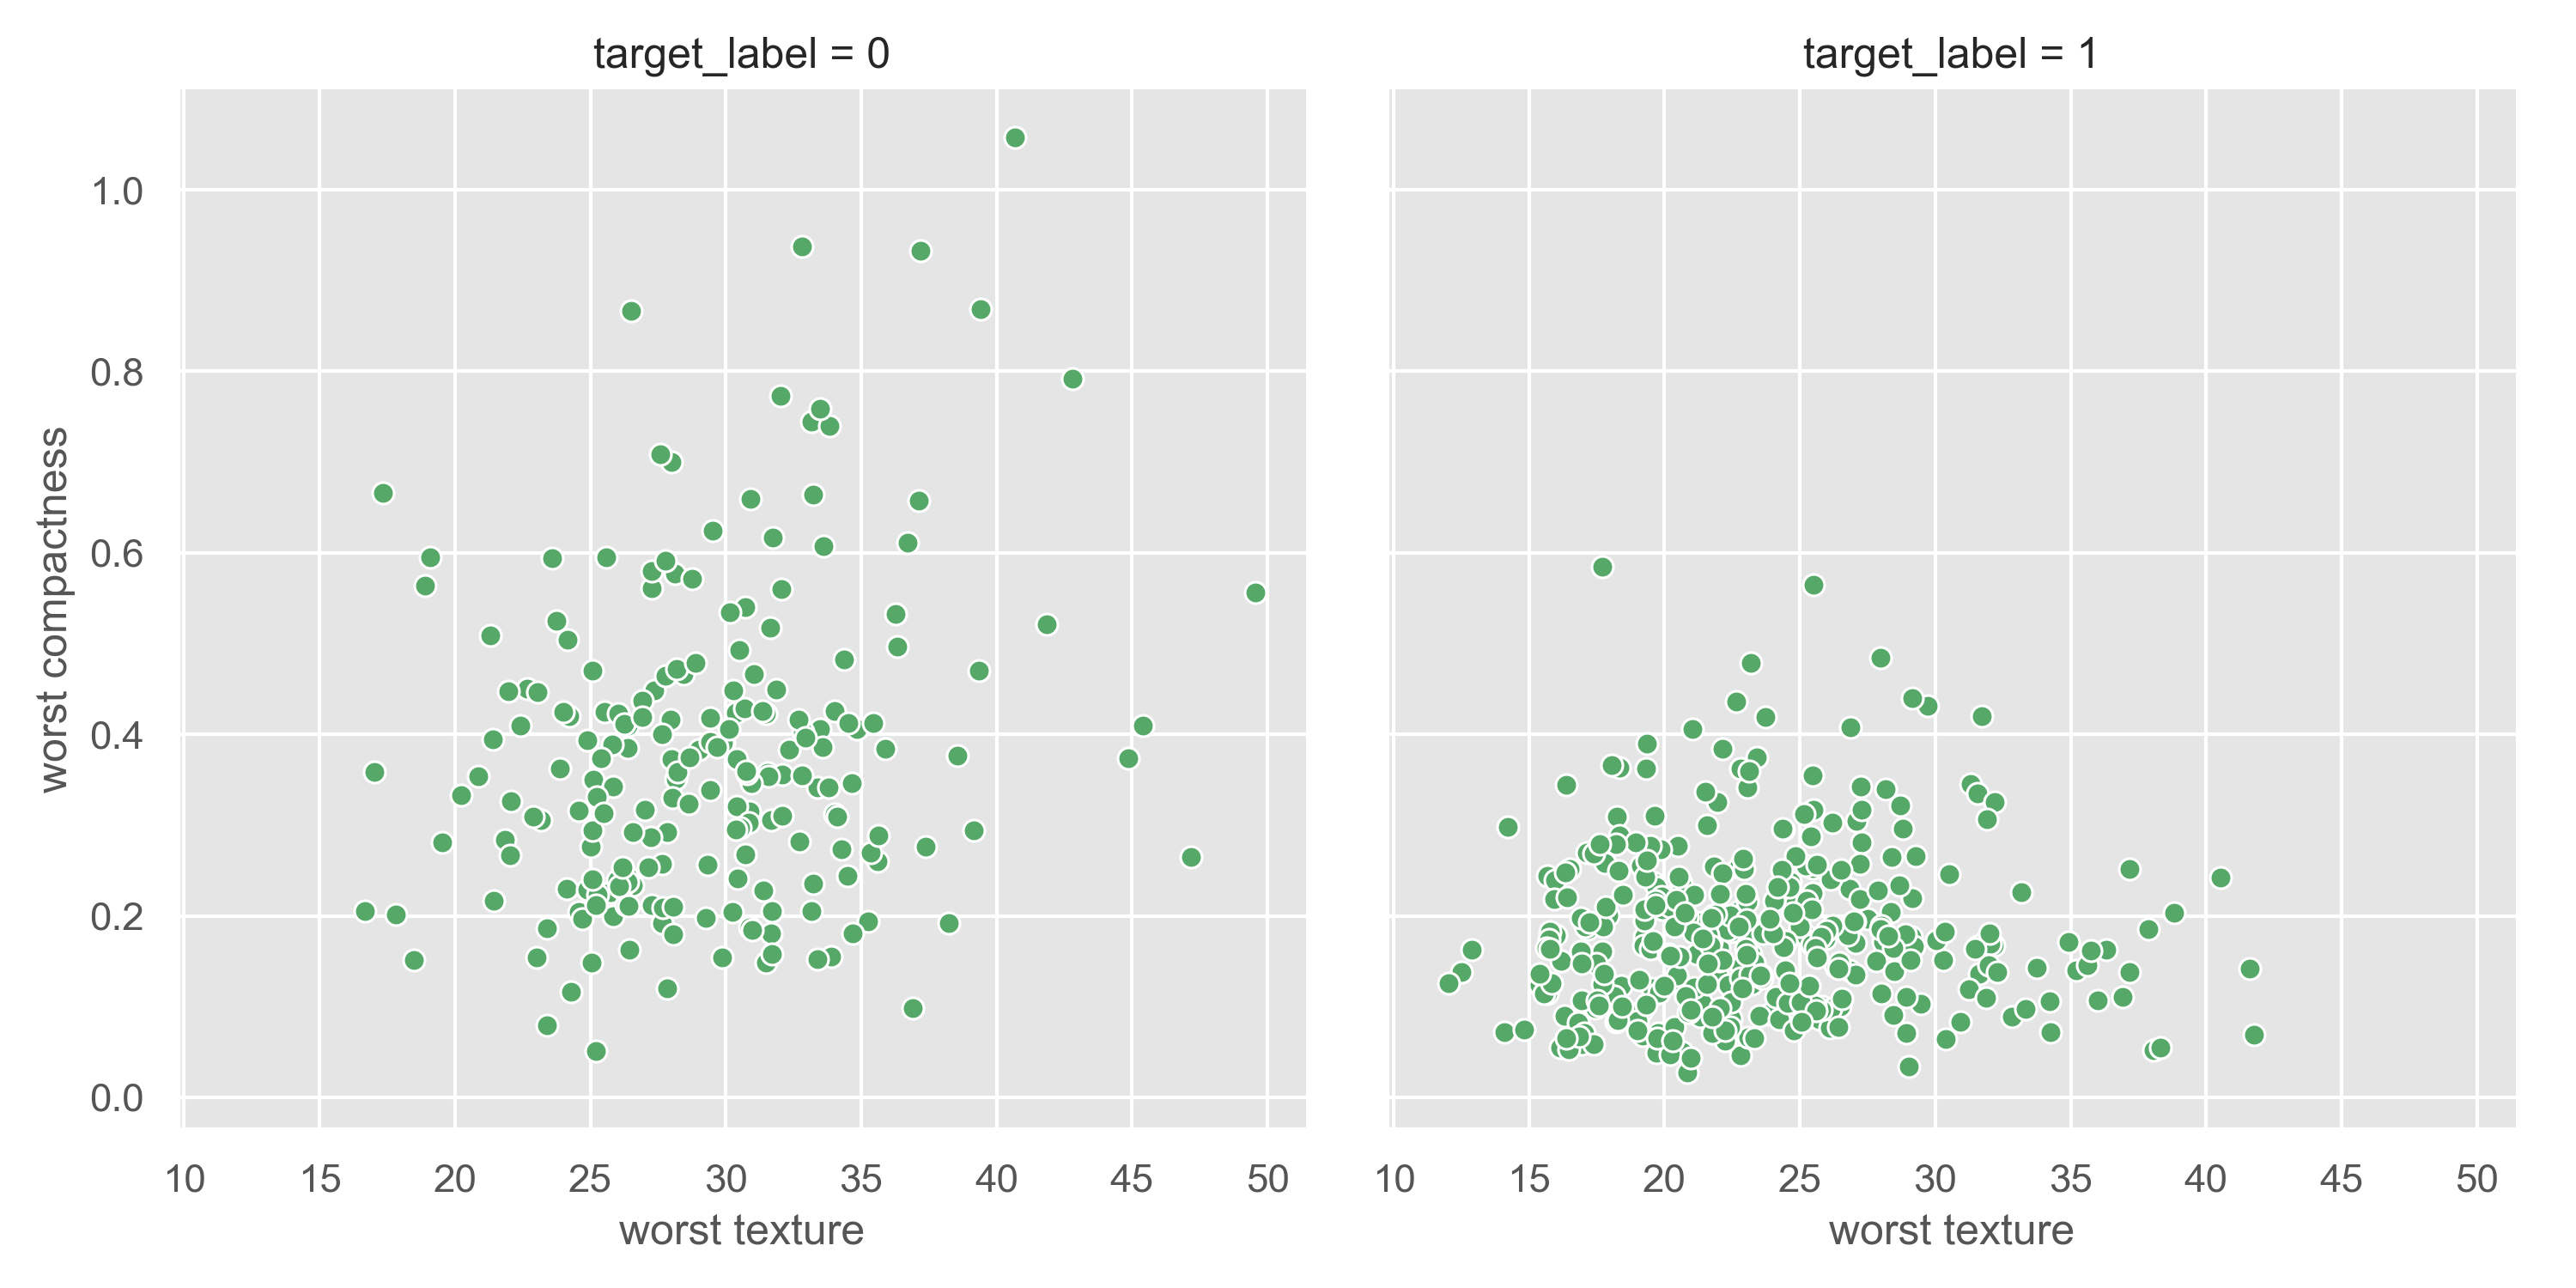 target_label = 0
target_label = 1
worst compactness
1.0
0.8
0.6
0.4
0.2
0.0
10 15 20 25 30 35 40 45 50
10 15 20 25 30 35 40 45 50
worst texture
worst texture